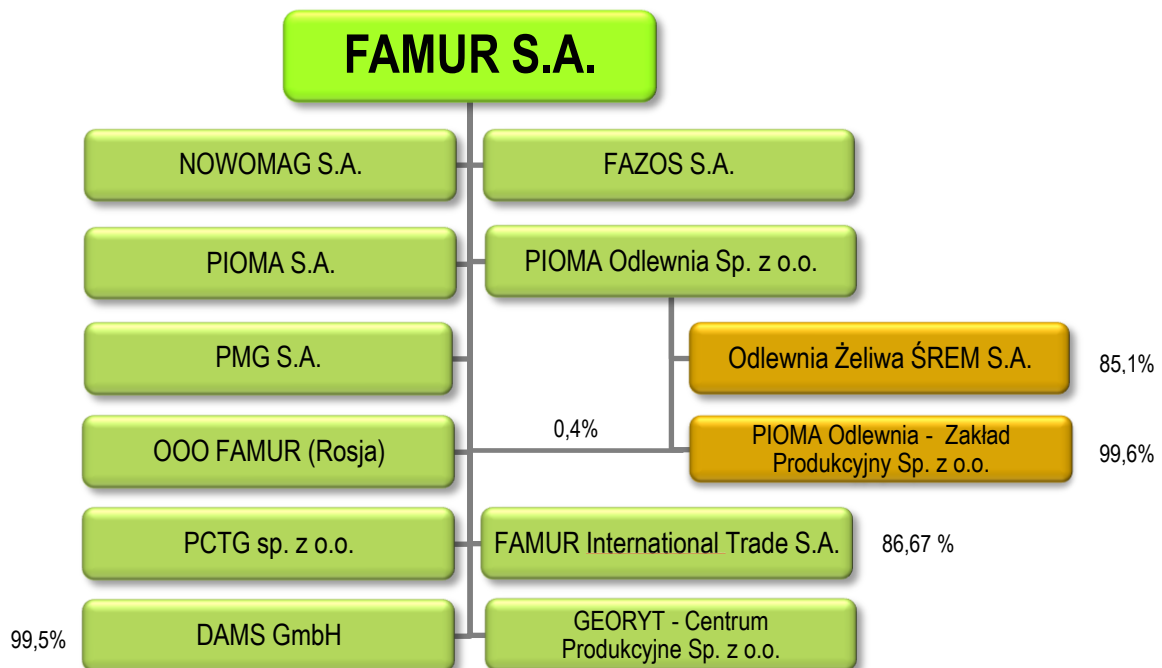 FAMUR S.A.
NOWOMAG S.A.
FAZOS S.A.
PIOMA S.A.
PIOMA Odlewnia Sp. z o.o.
PMG S.A.
Odlewnia Żeliwa ŚREM S.A.
85,1%
OOO FAMUR (Rosja)
0,4%
PIOMA Odlewnia - Zakład
Produkcyjny Sp. z o.o.
99,6%
PCTG sp. z o.o.
FAMUR International Trade S.A.
86,67 %
99,5%
DAMS GmbH
GEORYT - Centrum
Produkcyjne Sp. z o.o.